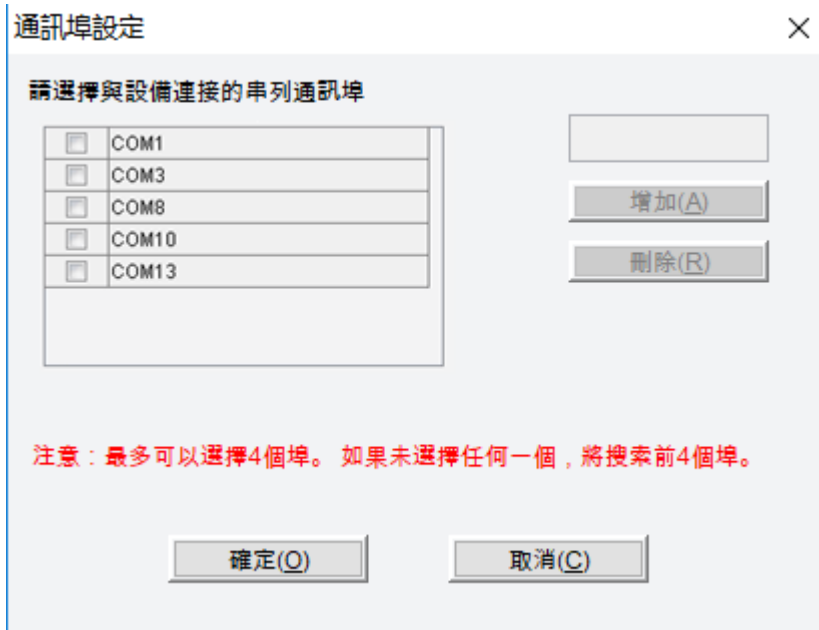 通訊埠設定
請選擇與設備連接的串列通訊埠
COM1
COM3
COM8
COM10
COM13
增加(A)
刪除(R)
注意：最多可以選擇4個埠。 如果未選擇任何一個，將搜索前4個埠。
確定(O)
取消(C)